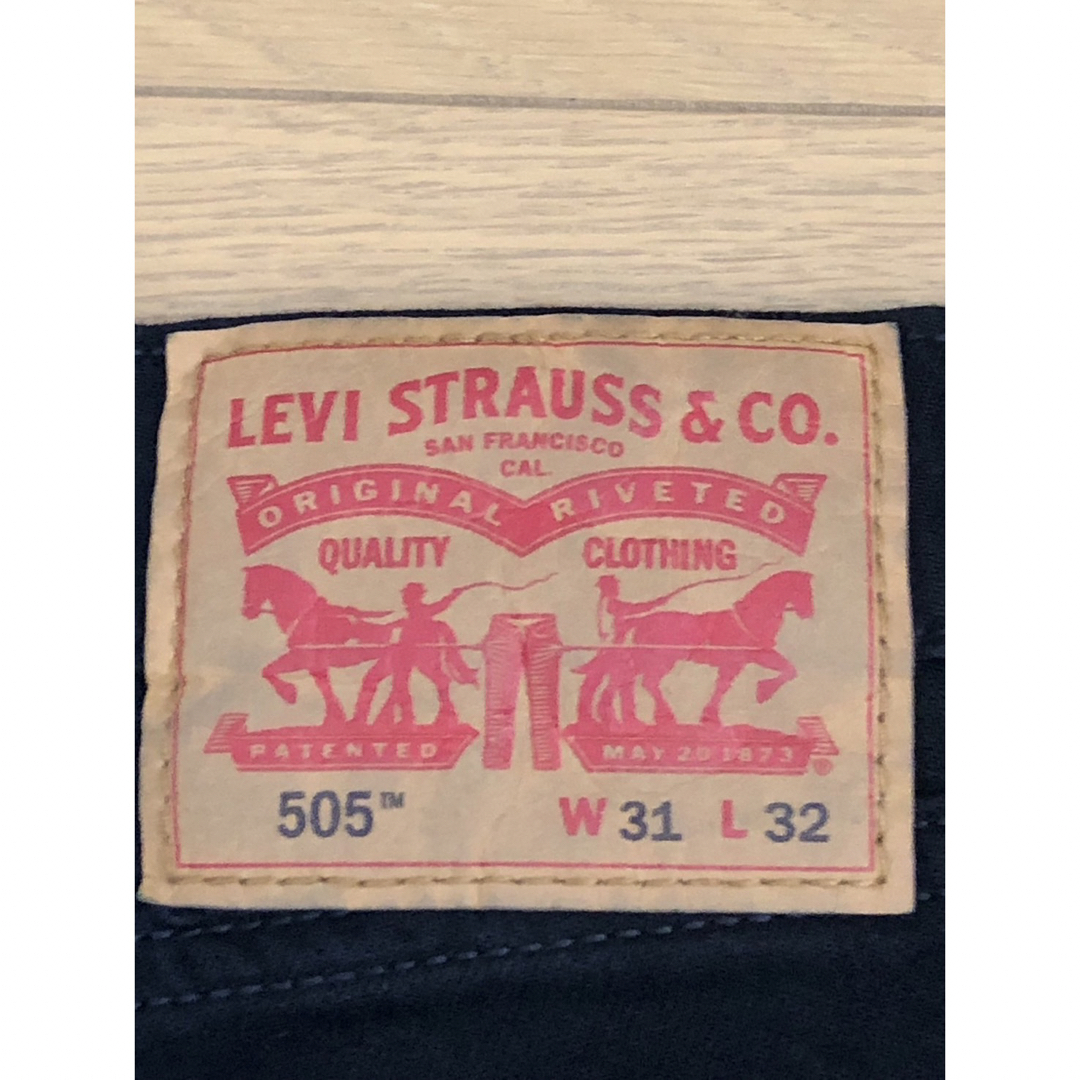 LEVI STRAUSS & CO.
SAN FRANCISCO
CAL.
ORIGINAL RIVETED
QUALITY CLOTHING
PATENTED MAY 20 1873 ®
505™ W 31 L 32